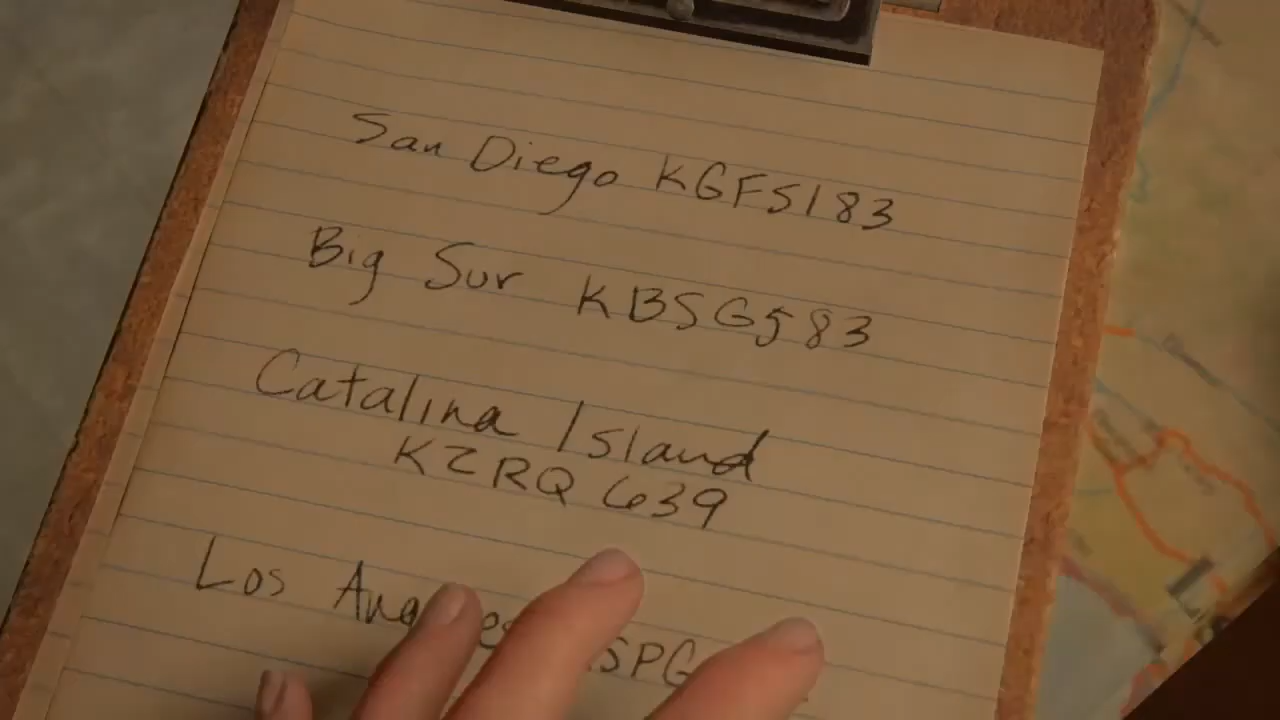 San Diego KGFS183
Big Sur KBSG583
Catalina Island
KZRQ 639
Los